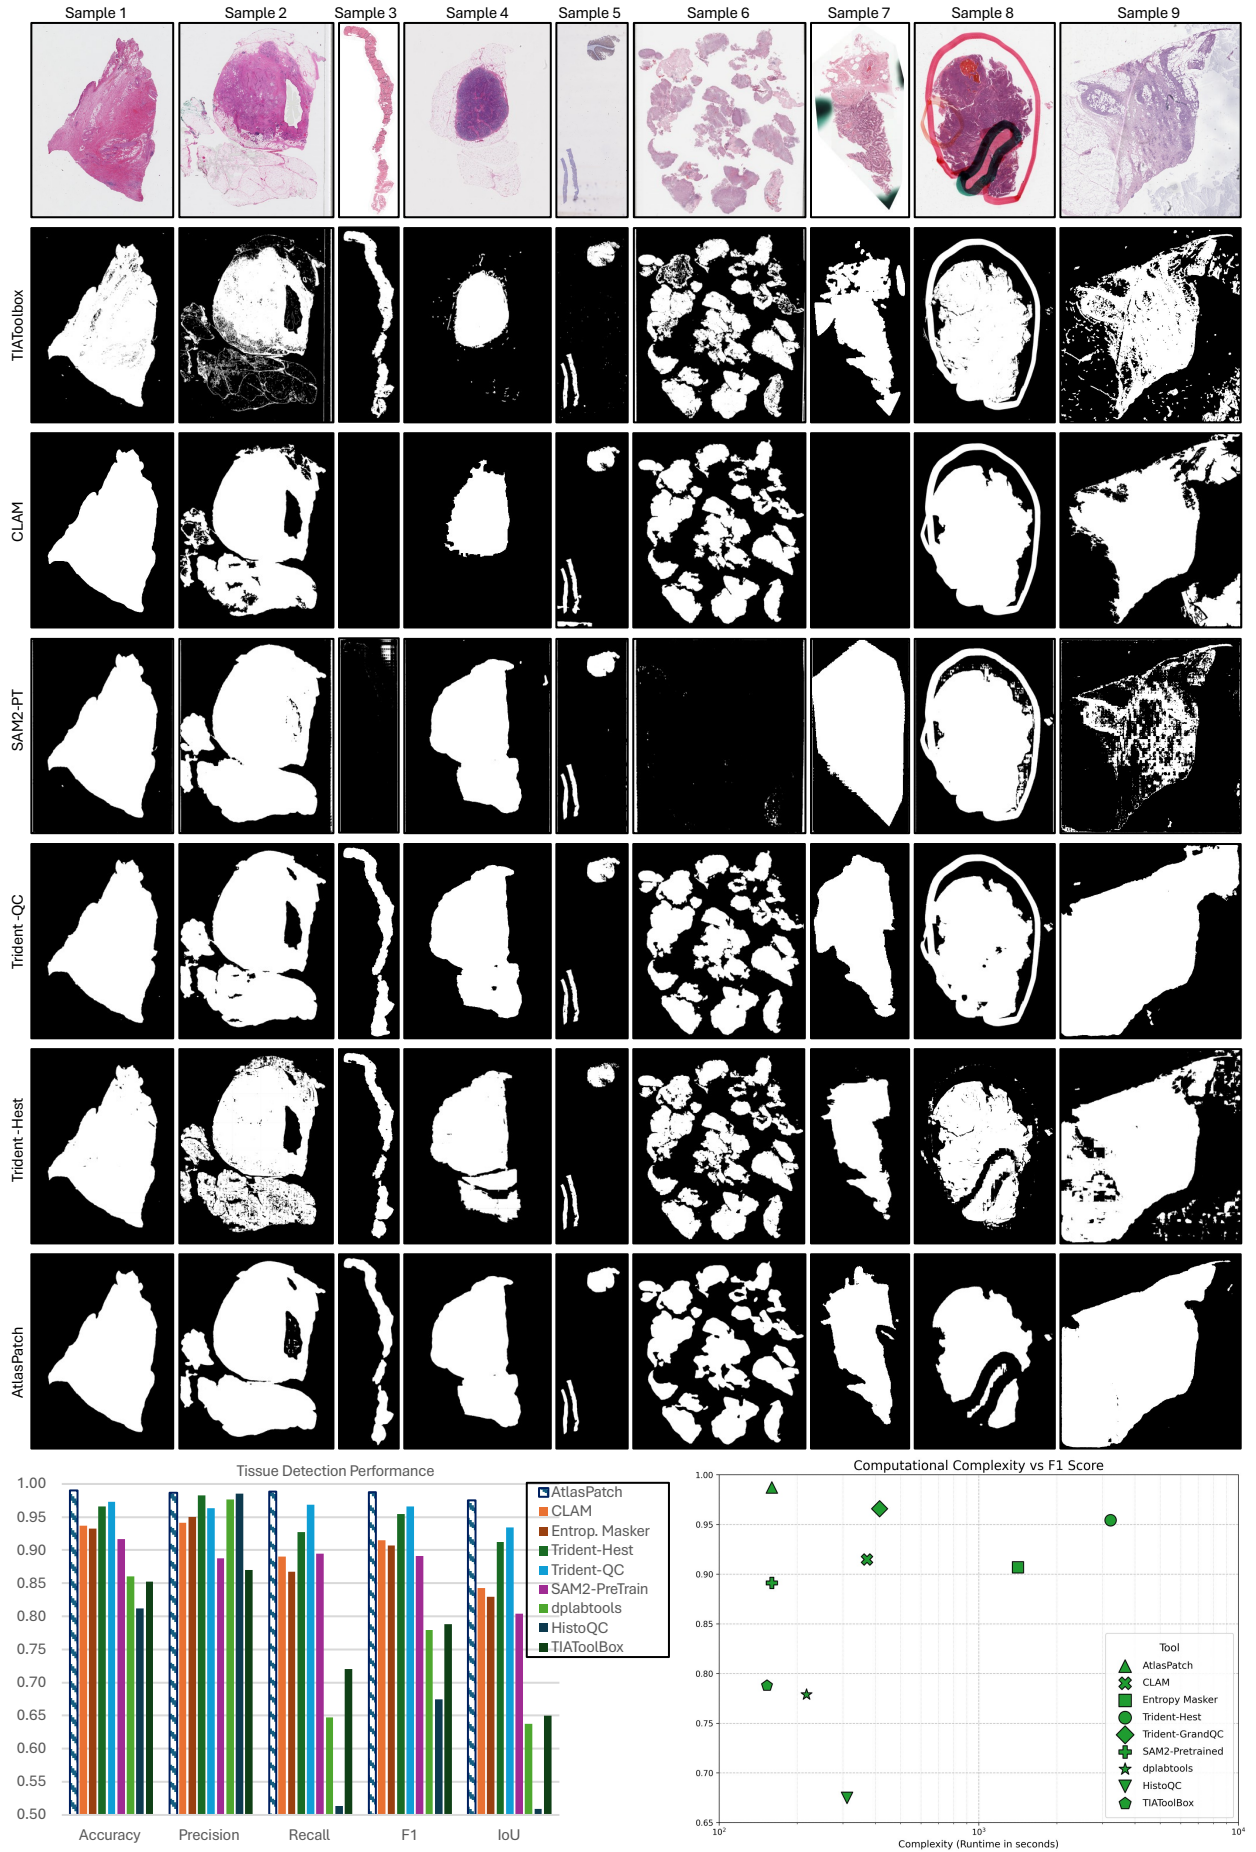 Sample 1 Sample 2 Sample 3 Sample 4 Sample 5 Sample 6 Sample 7 Sample 8 Sample 9
TIAToolbox
CLAM
SAM2-PT
Trident-QC
Trident-Hest
AtlasPatch
Tissue Detection Performance
1.00
0.95
0.90
0.85
0.80
0.75
0.70
0.65
0.60
0.55
0.50
Accuracy Precision Recall F1 IoU
AtlasPatch
CLAM
Entrop. Masker
Trident-Hest
Trident-QC
SAM2-PreTrain
dplabtools
HistoQC
TIAToolBox
Computational Complexity vs F1 Score
1.00
0.95
0.90
0.85
0.80
0.75
0.70
0.65
10² 10³ 10⁴
Complexity (Runtime in seconds)
Tool
AtlasPatch
CLAM
Entropy Masker
Trident-Hest
Trident-GrandQC
SAM2-Pretrained
dplabtools
HistoQC
TIAToolBox